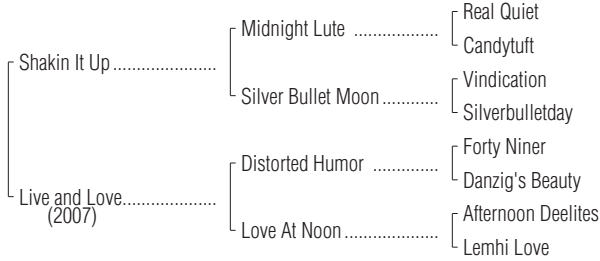 Real Quiet
Midnight Lute ..................
Candytuft
Shakin It Up ......................
Vindication
Silver Bullet Moon ............
Silverbulletday
Forty Niner
Distorted Humor ..............
Danzig's Beauty
Live and Love....................
(2007)
Afternoon Deelites
Love At Noon ....................
Lemhi Love